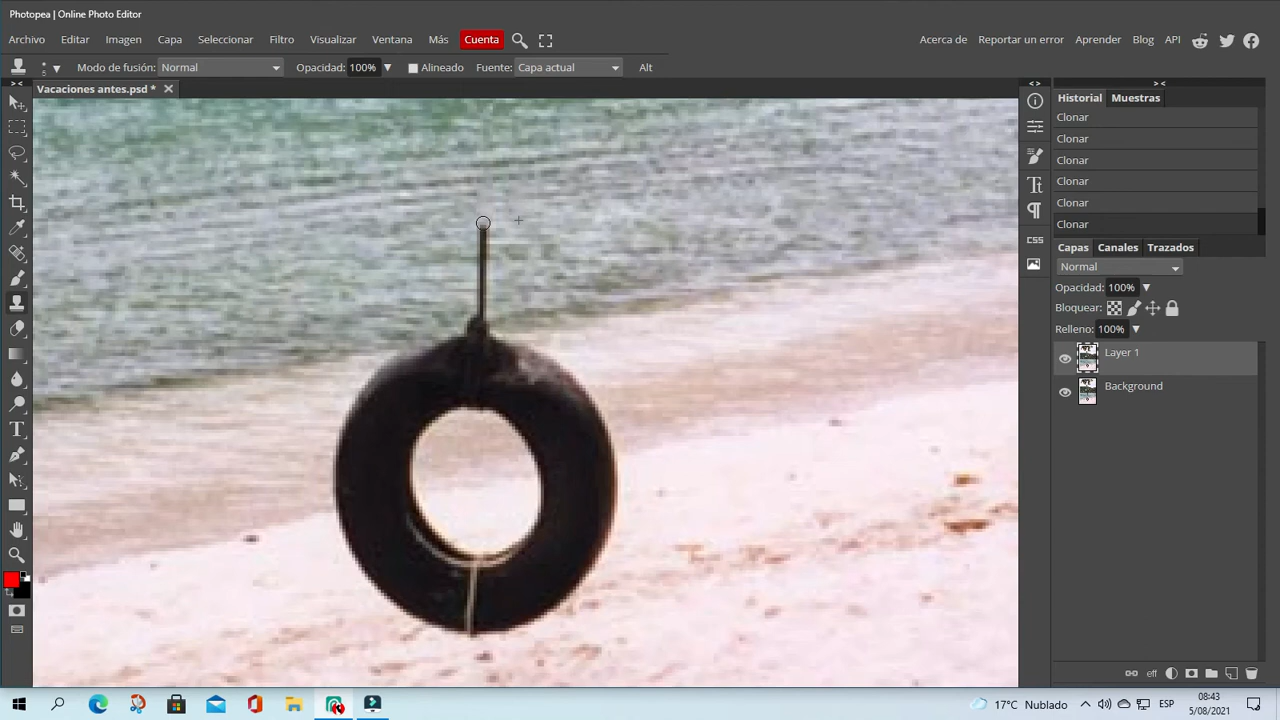 Photopea | Online Photo Editor
Archivo Editar Imagen Capa Seleccionar Filtro Visualizar Ventana Más Cuenta Acerca de Reportar un error Aprender Blog API
5 Modo de fusión: Normal Opacidad: 100% Alineado Fuente: Capa actual Alt
Vacaciones antes.psd *
Historial Muestras
Clonar
Clonar
Clonar
Clonar
Clonar
Clonar
Capas Canales Trazados
Normal
Opacidad: 100%
Bloquear:
Relleno: 100%
Layer 1
Background
CSS
eff
17°C Nublado ESP 08:43
5/08/2021